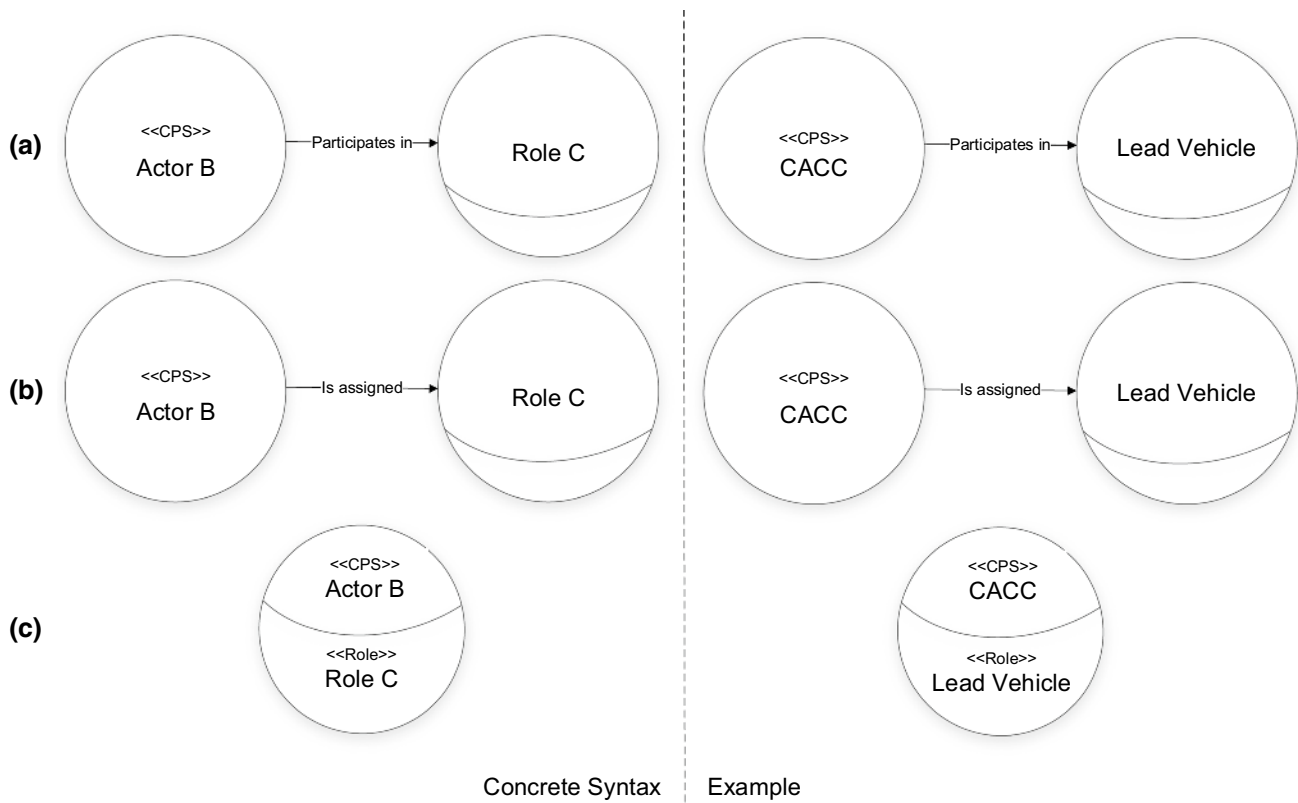 (a)
<<CPS>>
Actor B
Participates in
Role C
<<CPS>>
CACC
Participates in
Lead Vehicle
(b)
<<CPS>>
Actor B
Is assigned
Role C
<<CPS>>
CACC
Is assigned
Lead Vehicle
(c)
<<CPS>>
Actor B
<<Role>>
Role C
<<CPS>>
CACC
<<Role>>
Lead Vehicle
Concrete Syntax
Example